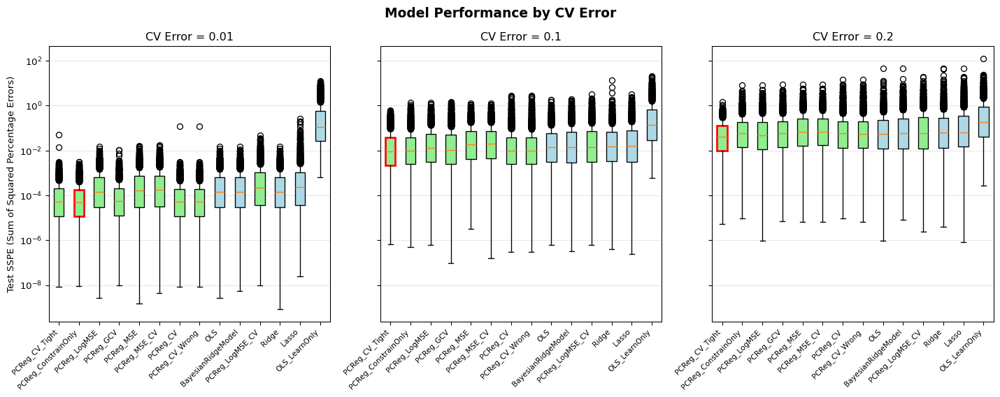 Model Performance by CV Error
CV Error = 0.01
CV Error = 0.1
CV Error = 0.2
Test SSPE (Sum of Squared Percentage Errors)
10²
10⁰
10⁻²
10⁻⁴
10⁻⁶
10⁻⁸
PCReg_CV_Tight
PCReg_ConstrainOnly
PCReg_LogMSE
PCReg_GCV
PCReg_MSE
PCReg_MSE_CV
PCReg_CV
PCReg_CV_Wrong
OLS
BayesianRidgeModel
PCReg_LogMSE_CV
Ridge
Lasso
OLS_LearnOnly
PCReg_CV_Tight
PCReg_ConstrainOnly
PCReg_LogMSE
PCReg_GCV
PCReg_MSE
PCReg_MSE_CV
PCReg_CV
PCReg_CV_Wrong
OLS
BayesianRidgeModel
PCReg_LogMSE_CV
Ridge
Lasso
OLS_LearnOnly
PCReg_CV_Tight
PCReg_ConstrainOnly
PCReg_LogMSE
PCReg_GCV
PCReg_MSE
PCReg_MSE_CV
PCReg_CV
PCReg_CV_Wrong
OLS
BayesianRidgeModel
PCReg_LogMSE_CV
Ridge
Lasso
OLS_LearnOnly